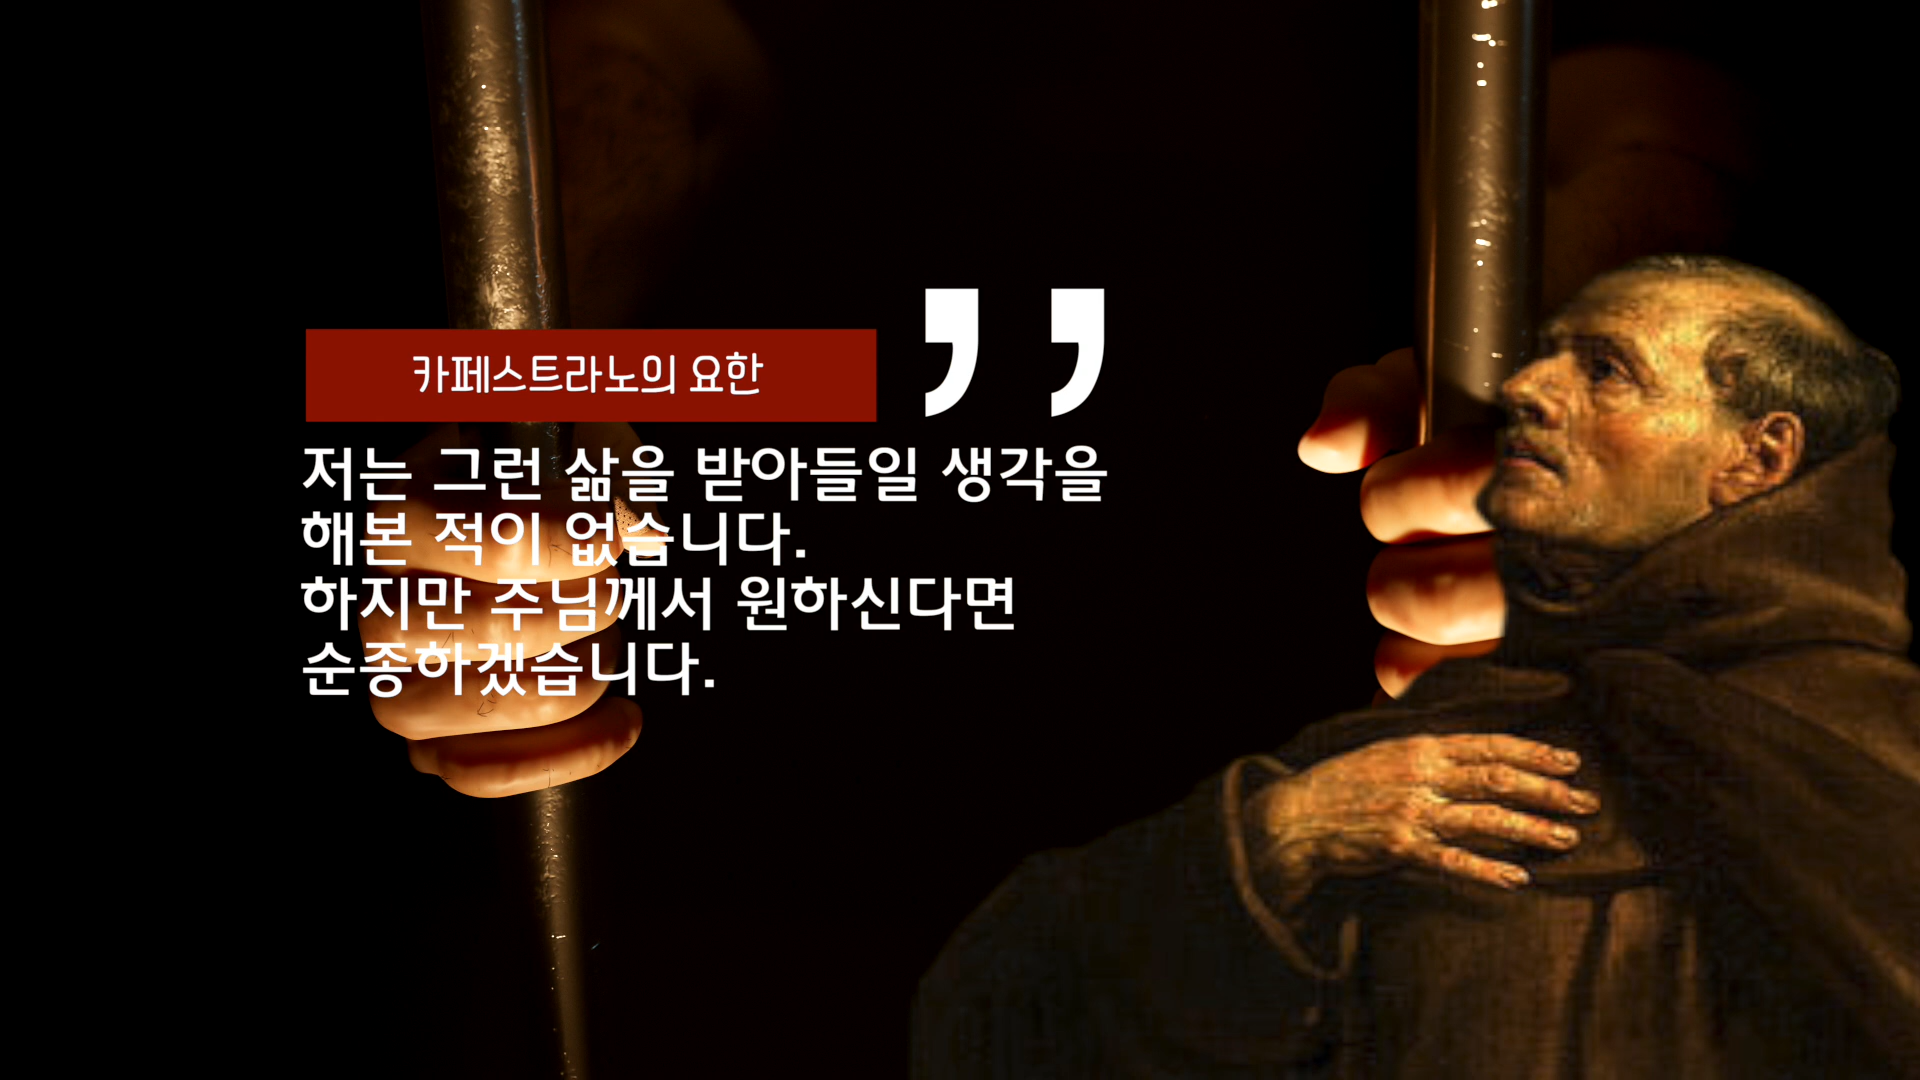 카페스트라노의 요한
저는 그런 삶을 받아들일 생각을
해본 적이 없습니다.
하지만 주님께서 원하신다면
순종하겠습니다.